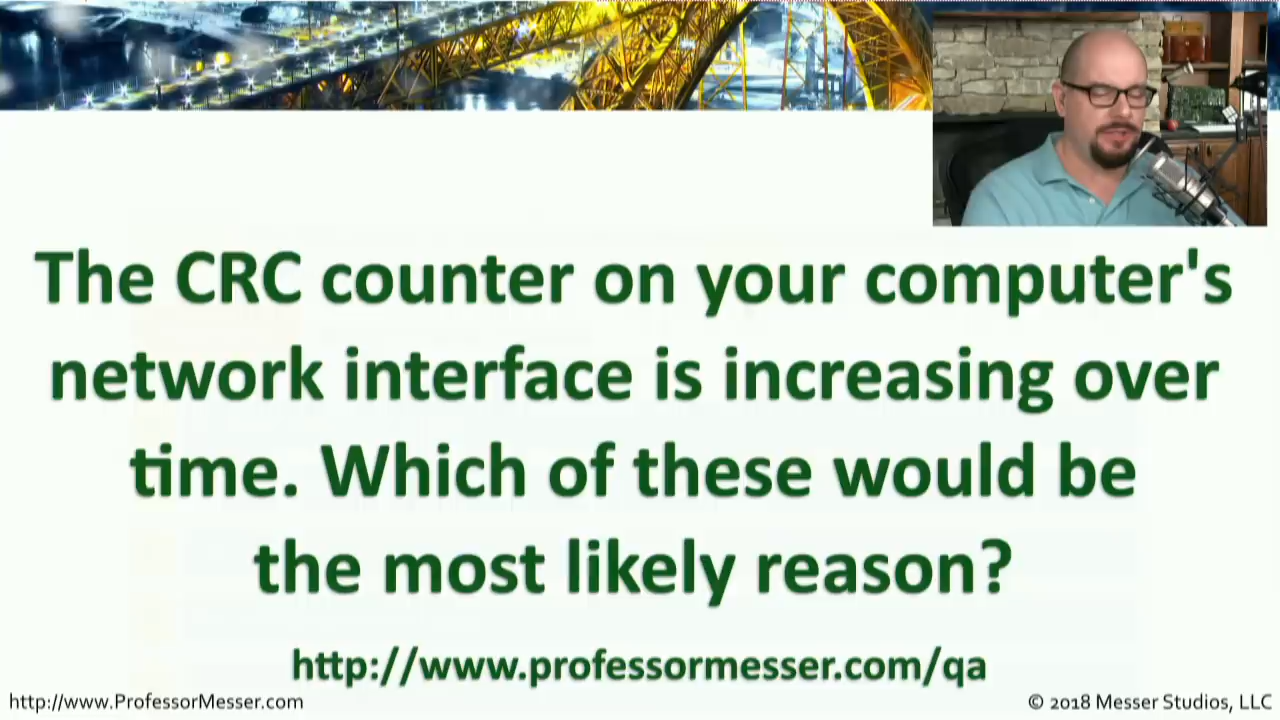 The CRC counter on your computer's
network interface is increasing over
time. Which of these would be
the most likely reason?
http://www.professormesser.com/qa
http://www.ProfessorMesser.com
© 2018 Messer Studios, LLC